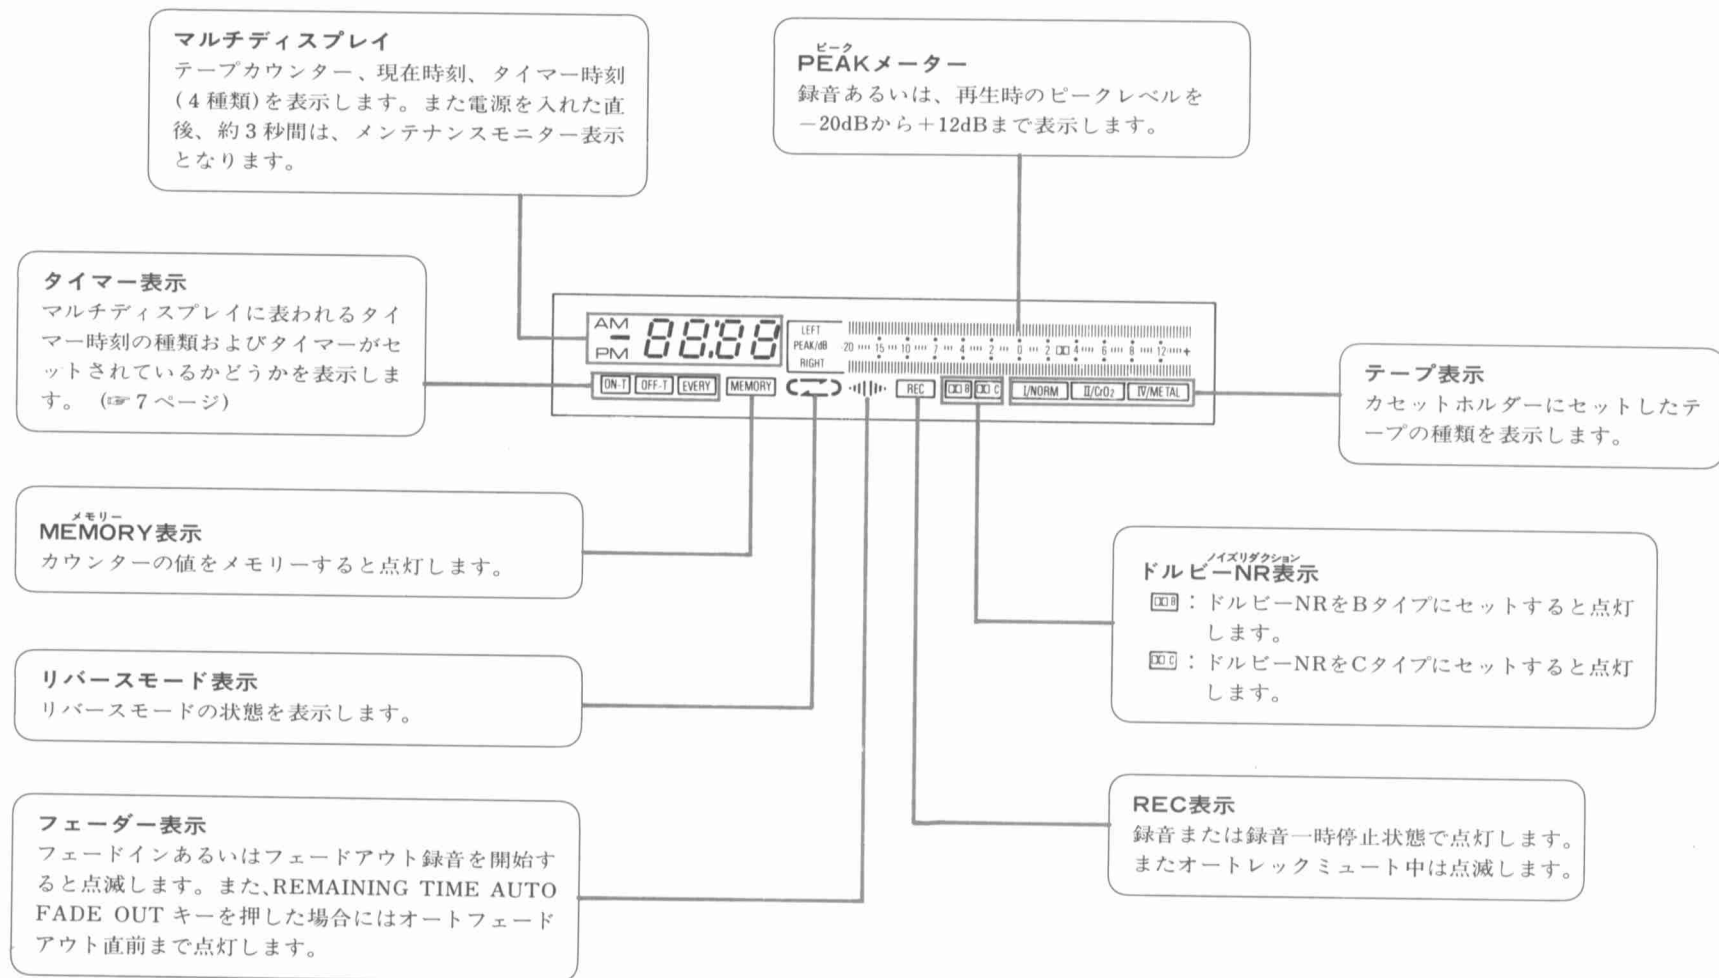 マルチディスプレイ
テープカウンター、現在時刻、タイマー時刻
(4種類)を表示します。また電源を入れた直
後、約3秒間は、メンテナンスモニター表示
となります。
ピーク
PEAKメーター
録音あるいは、再生時のピークレベルを
−20dBから＋12dBまで表示します。
タイマー表示
マルチディスプレイに表われるタイ
マー時刻の種類およびタイマーがセ
ットされているかどうかを表示しま
す。 (☞7ページ)
AM
PM
88:88
LEFT
PEAK/dB 20 15 10 7 4 2 0 2 4 6 8 12 +
RIGHT
ON-T OFF-T EVERY MEMORY REC B C I/NORM II/CrO2 IV/METAL
テープ表示
カセットホルダーにセットしたテ
ープの種類を表示します。
メモリー
MEMORY表示
カウンターの値をメモリーすると点灯します。
ノイズリダクション
ドルビーNR表示
B：ドルビーNRをBタイプにセットすると点灯
します。
C：ドルビーNRをCタイプにセットすると点灯
します。
リバースモード表示
リバースモードの状態を表示します。
REC表示
録音または録音一時停止状態で点灯します。
またオートレックミュート中は点滅します。
フェーダー表示
フェードインあるいはフェードアウト録音を開始す
ると点滅します。また、REMAINING TIME AUTO
FADE OUT キーを押した場合にはオートフェード
アウト直前まで点灯します。